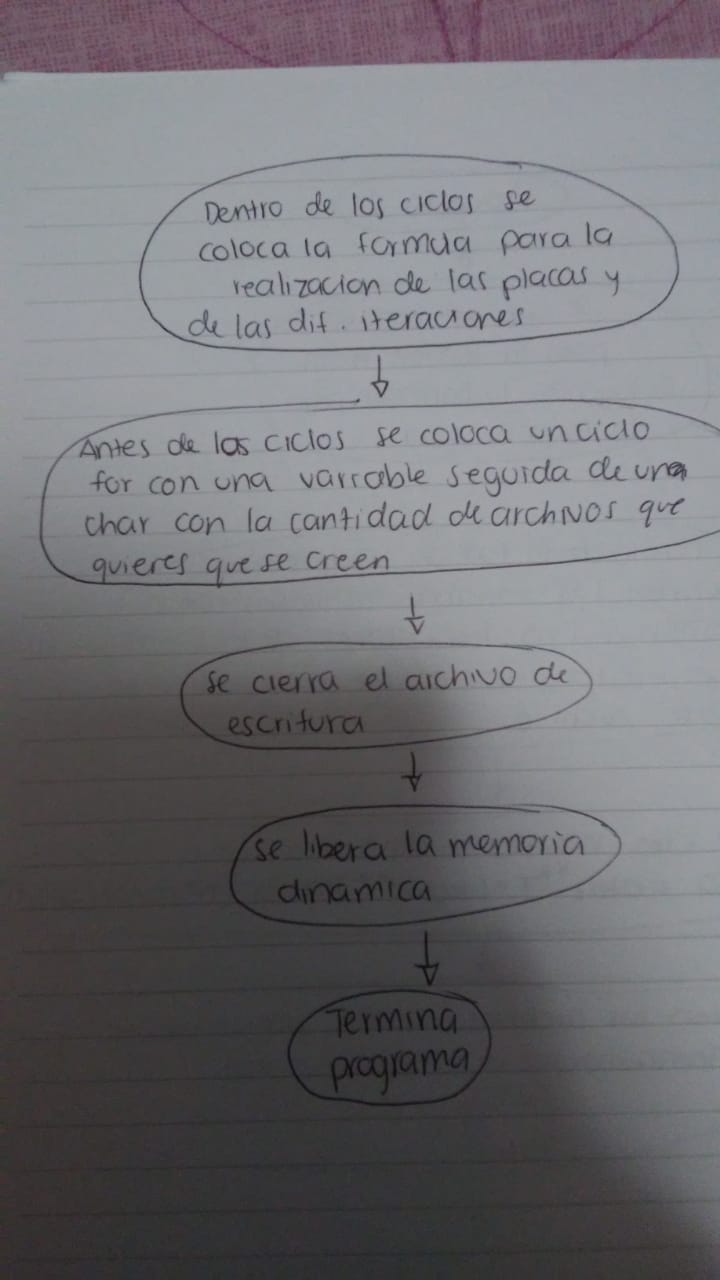 Dentro de los ciclos se
coloca la formula para la
realizacion de las placas y
de las dif. iteraciones
Antes de los ciclos se coloca un ciclo
for con una variable seguida de una
char con la cantidad de archivos que
quieres que se creen
se cierra el archivo de
escritura
se libera la memoria
dinamica
Termina
programa